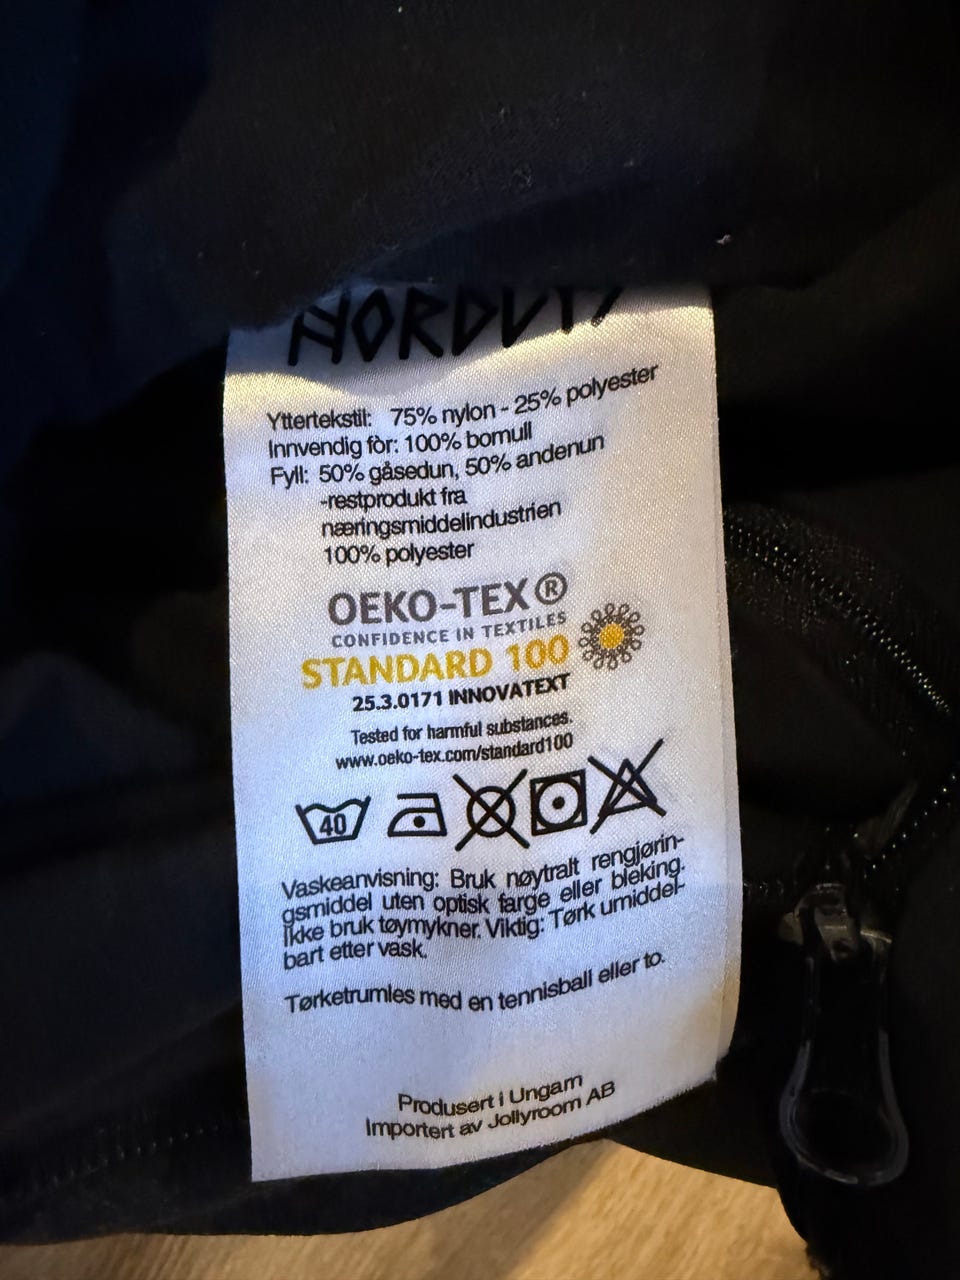 Yttertekstil: 75% nylon - 25% polyester
Innvendig fòr: 100% bomull
Fyll: 50% gåsedun, 50% andenun
-restprodukt fra
næringsmiddelindustrien
100% polyester
OEKO-TEX®
CONFIDENCE IN TEXTILES
STANDARD 100
25.3.0171 INNOVATEXT
Tested for harmful substances.
www.oeko-tex.com/standard100
40
Vaskeanvisning: Bruk nøytralt rengjørin-
gsmiddel uten optisk farge eller bleking.
Ikke bruk tøymykner. Viktig: Tørk umiddel-
bart etter vask.
Tørketrumles med en tennisball eller to.
Produsert i Ungarn
Importert av Jollyroom AB